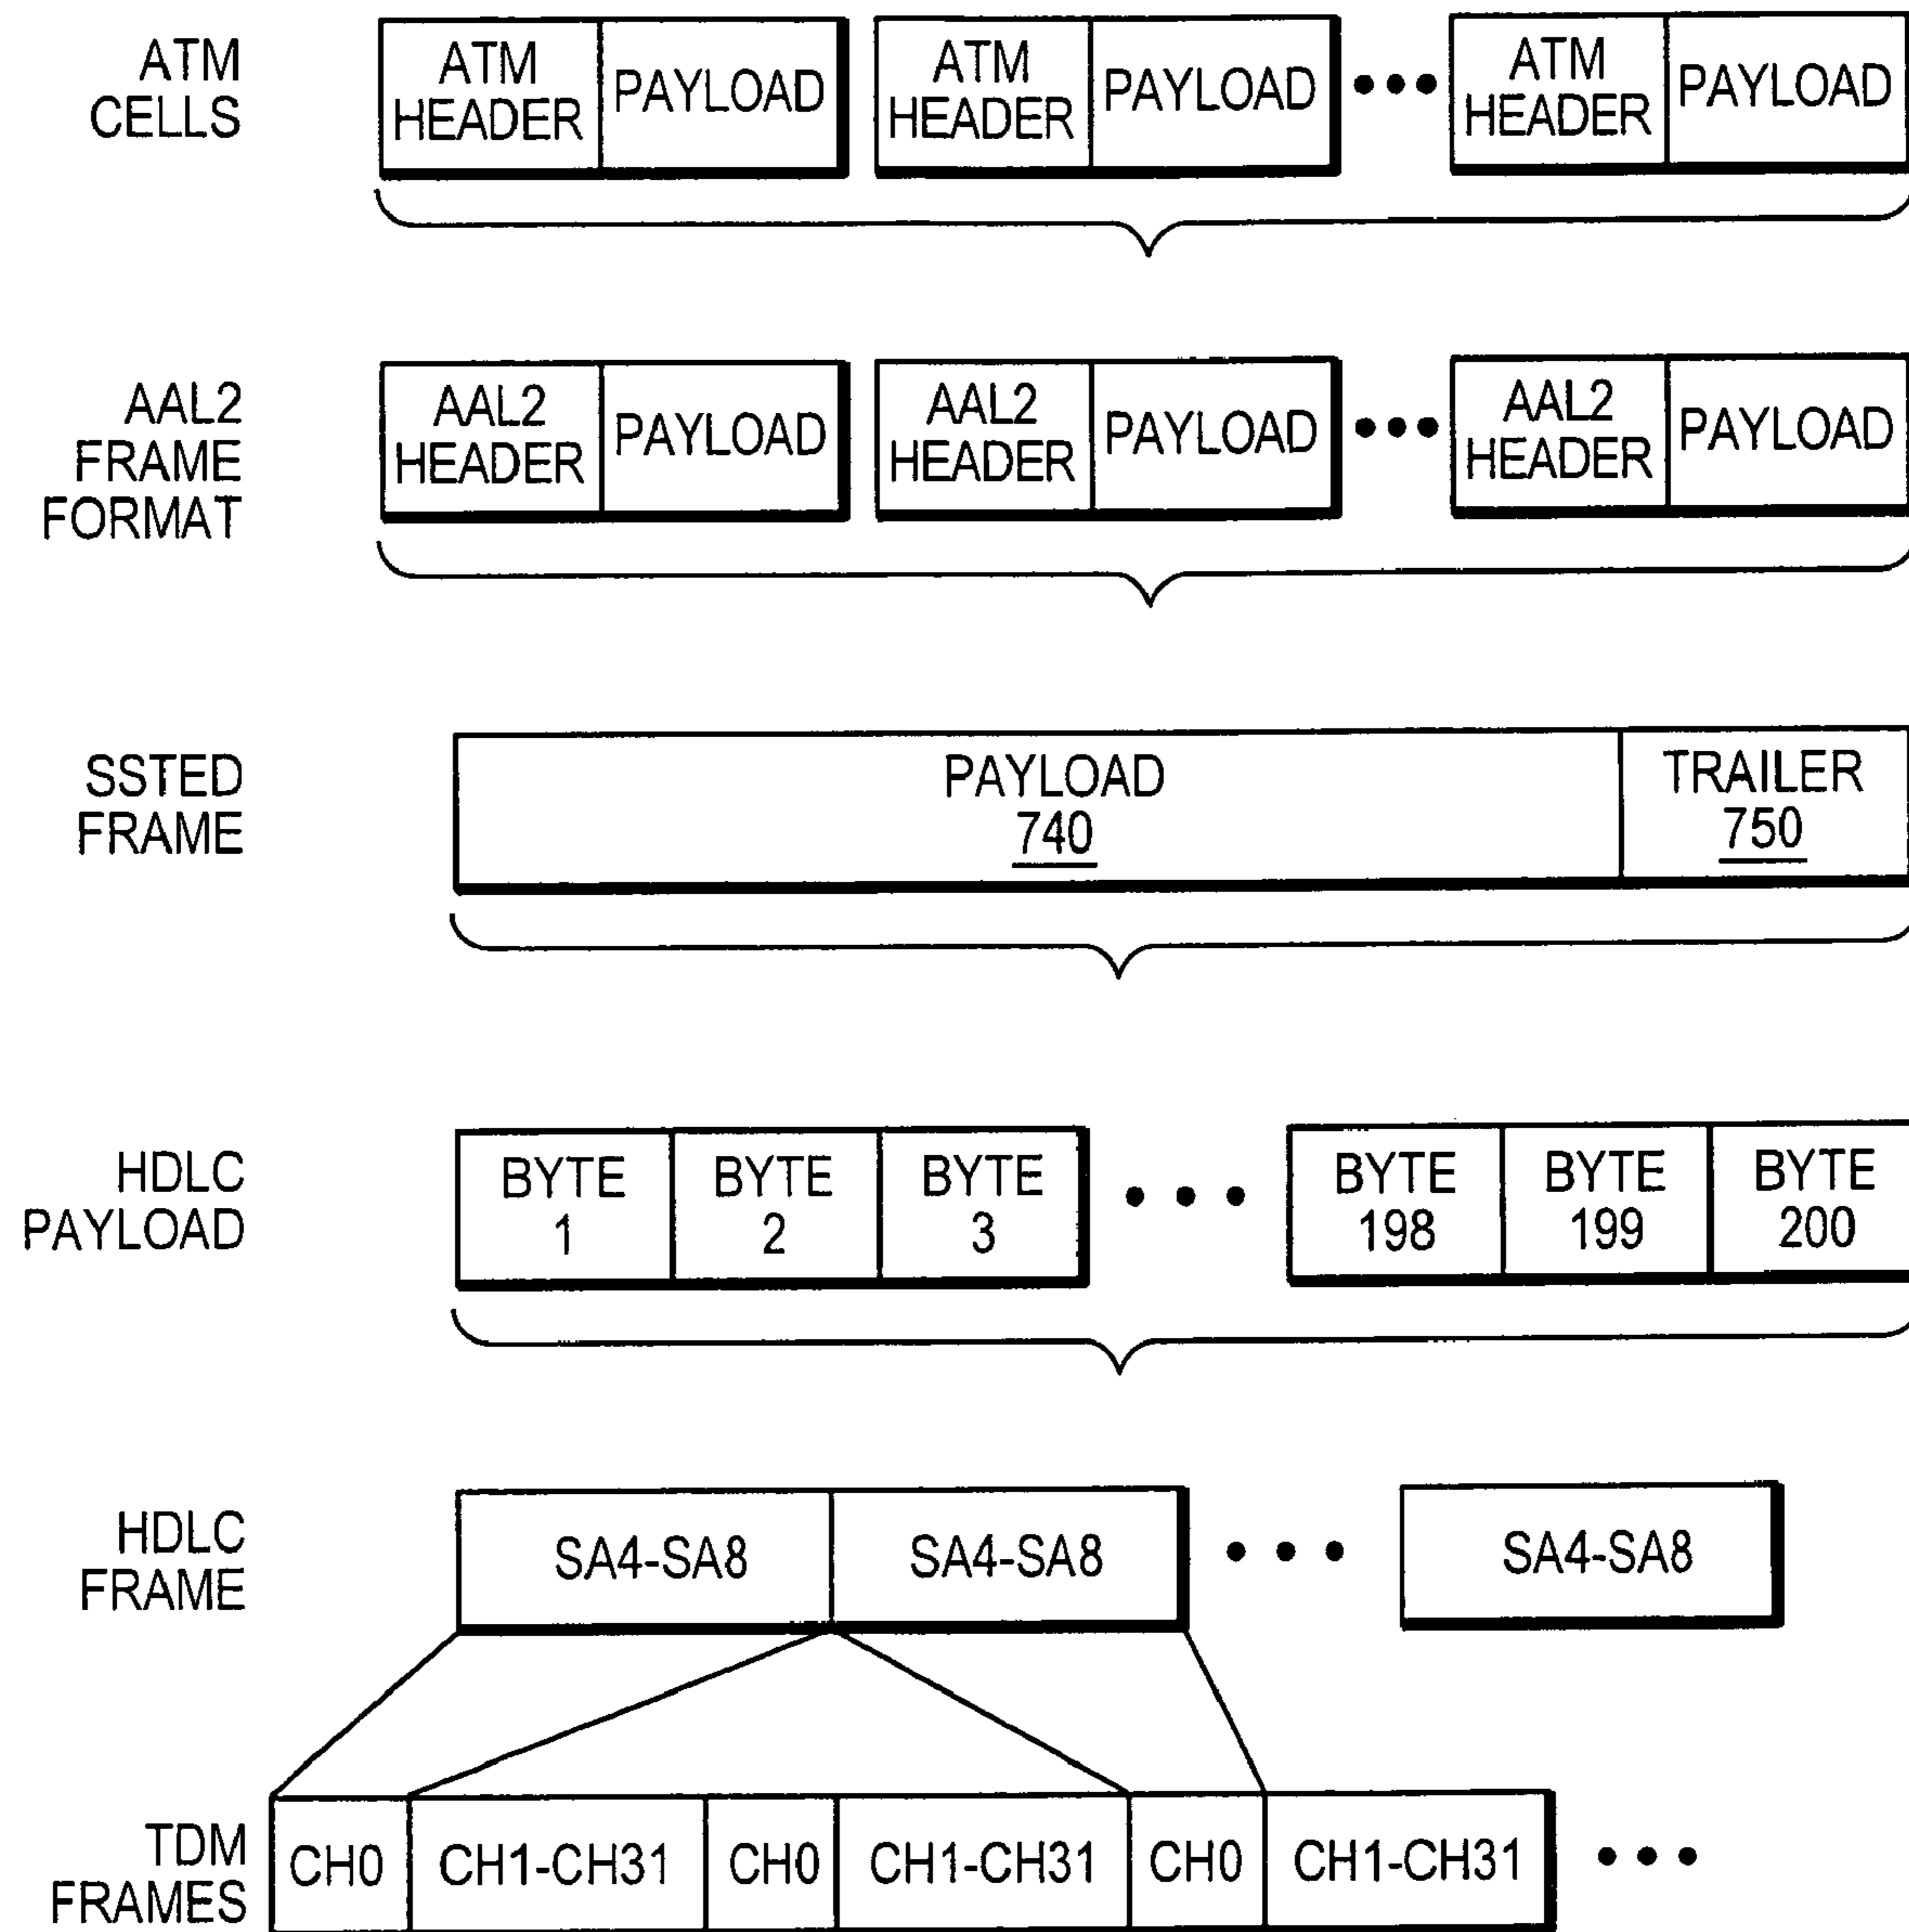 ATM
CELLS
ATM
HEADER
PAYLOAD
ATM
HEADER
PAYLOAD
ATM
HEADER
PAYLOAD
AAL2
FRAME
FORMAT
AAL2
HEADER
PAYLOAD
AAL2
HEADER
PAYLOAD
AAL2
HEADER
PAYLOAD
SSTED
FRAME
PAYLOAD
740
TRAILER
750
HDLC
PAYLOAD
BYTE
1
BYTE
2
BYTE
3
BYTE
198
BYTE
199
BYTE
200
HDLC
FRAME
SA4-SA8
SA4-SA8
SA4-SA8
TDM
FRAMES
CH0
CH1-CH31
CH0
CH1-CH31
CH0
CH1-CH31